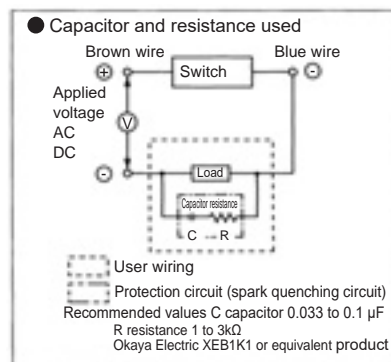 ● Capacitor and resistance used
Brown wire
Blue wire
+
Switch
-
Applied
voltage
AC
DC
V
-
Load
Capacitor resistance
C
R
User wiring
Protection circuit (spark quenching circuit)
Recommended values C capacitor 0.033 to 0.1 μF
R resistance 1 to 3kΩ
Okaya Electric XEB1K1 or equivalent product